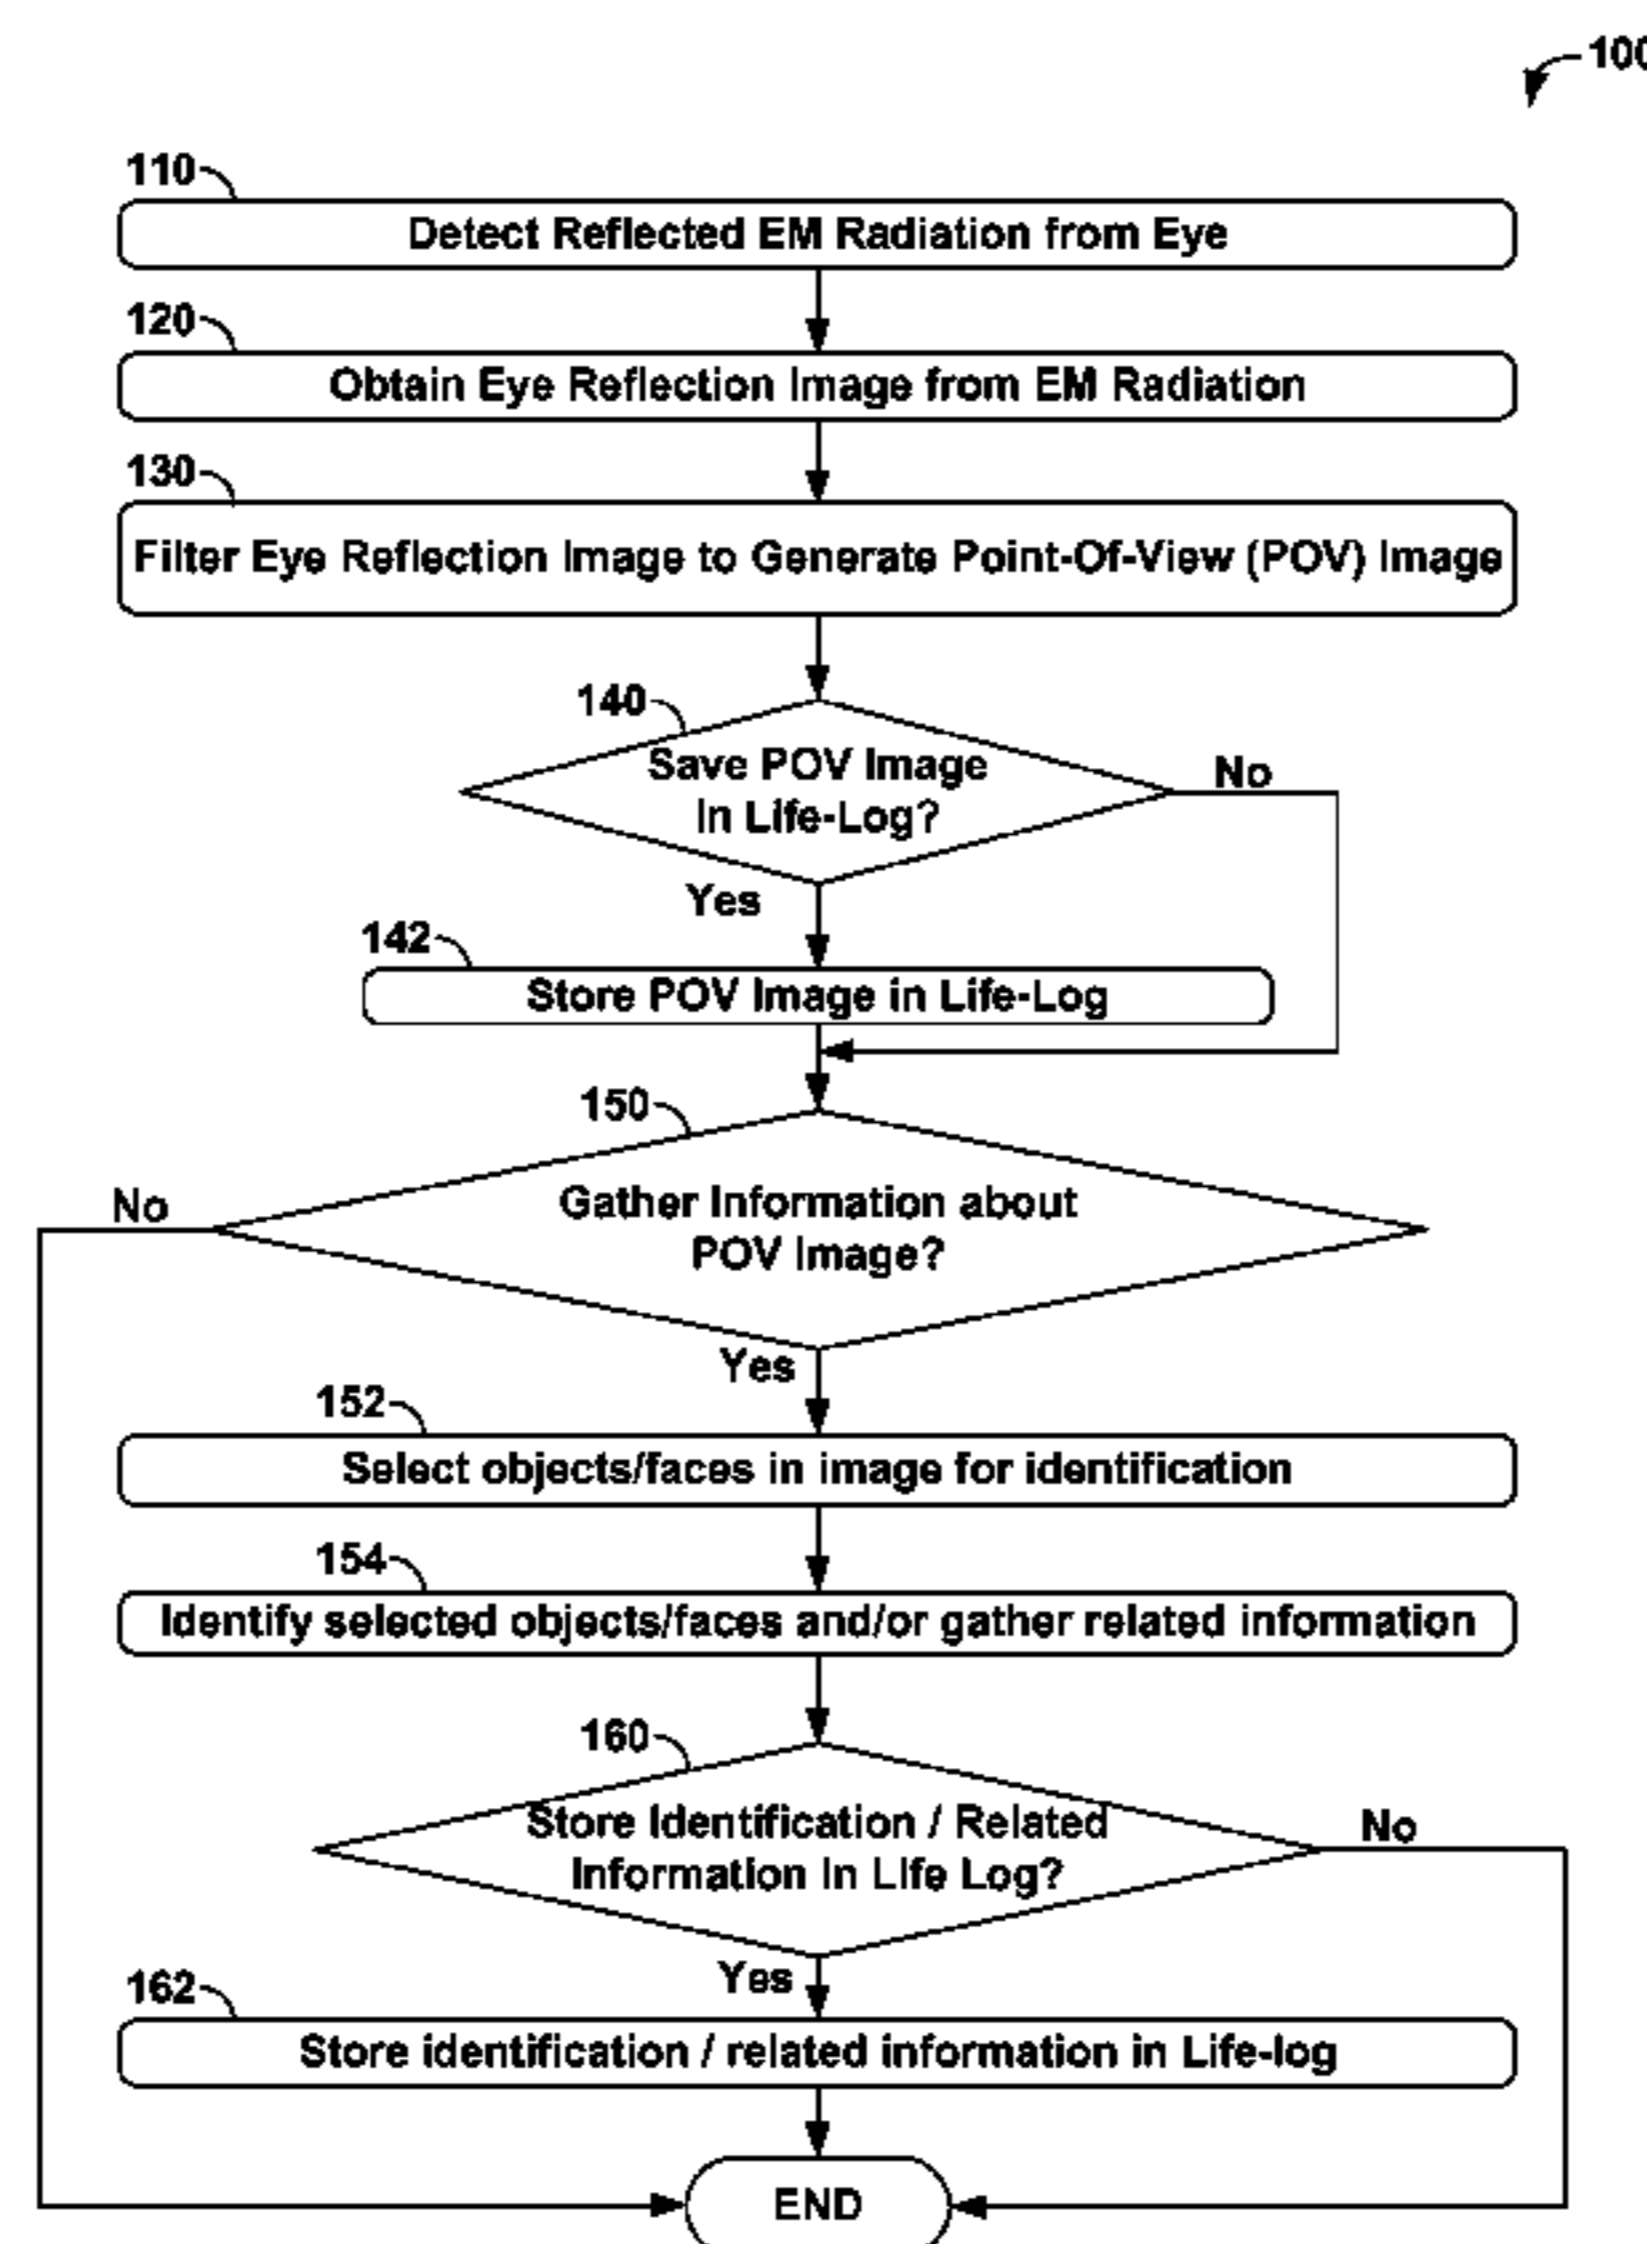 100
110
Detect Reflected EM Radiation from Eye
120
Obtain Eye Reflection Image from EM Radiation
130
Filter Eye Reflection Image to Generate Point-Of-View (POV) Image
140
Save POV Image
In Life-Log?
No
Yes
142
Store POV Image in Life-Log
150
No
Gather Information about
POV Image?
Yes
152
Select objects/faces in image for identification
154
Identify selected objects/faces and/or gather related information
160
Store Identification / Related
Information In Life Log?
No
Yes
162
Store identification / related information in Life-log
END